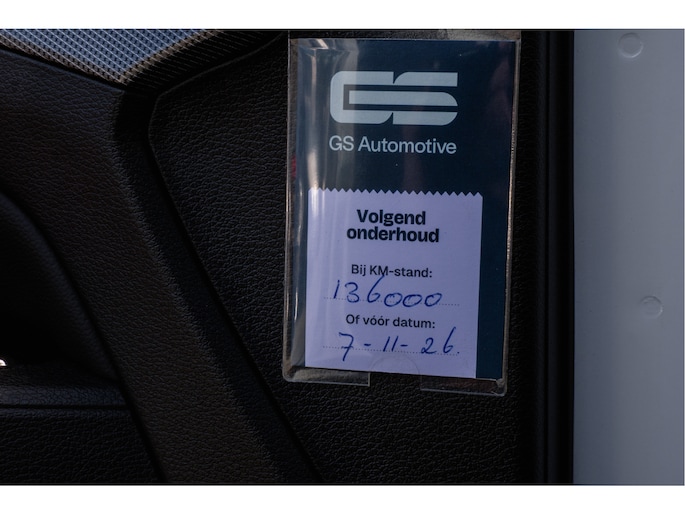 GS
GS Automotive
Volgend
onderhoud
Bij KM-stand:
136000
Of vóór datum:
7-11-26.